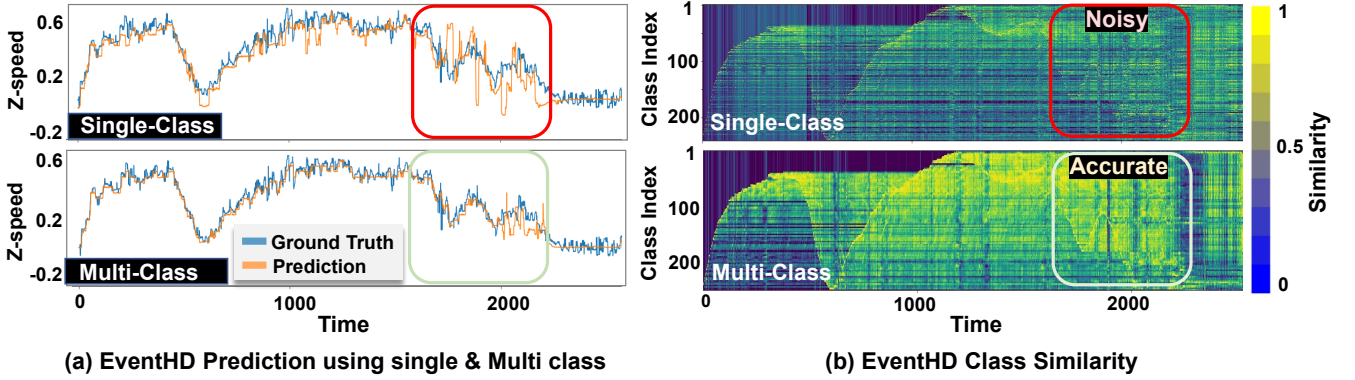 Z-speed
0.6
0.2
-0.2
Single-Class
Z-speed
0.6
0.2
-0.2
Ground Truth
Prediction
Multi-Class
0
1000
2000
Time
(a) EventHD Prediction using single & Multi class
Class Index
1
100
200
Noisy
Single-Class
Class Index
1
100
200
Accurate
Multi-Class
0
1000
2000
Time
1
0.5
0
Similarity
(b) EventHD Class Similarity